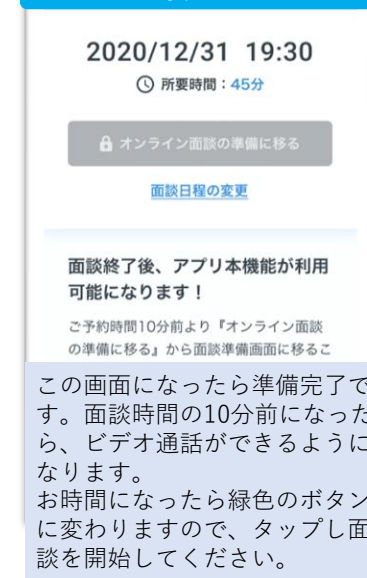 2020/12/31 19:30
所要時間：45分
オンライン面談の準備に移る
面談日程の変更
面談終了後、アプリ本機能が利用
可能になります！
ご予約時間10分前より『オンライン面談
の準備に移る』から面談準備画面に移るこ
この画面になったら準備完了で
す。面談時間の10分前になった
ら、ビデオ通話ができるように
なります。
お時間になったら緑色のボタン
に変わりますので、タップし面
談を開始してください。